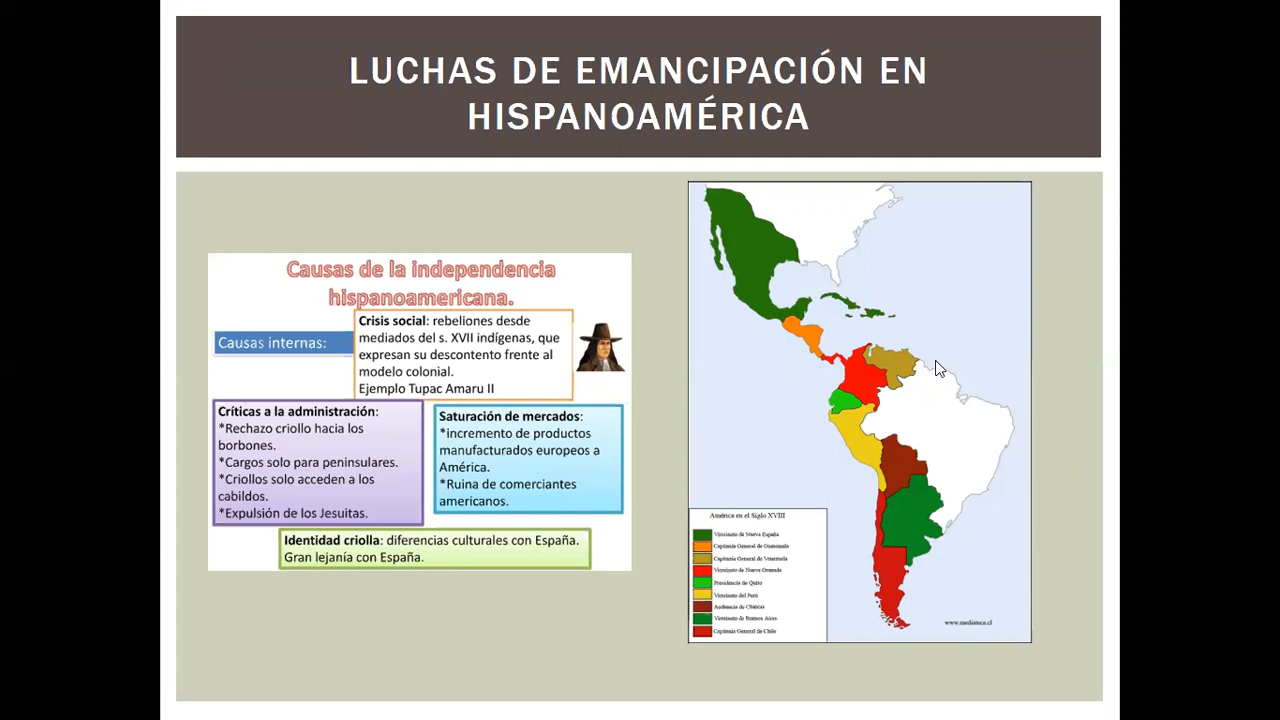 LUCHAS DE EMANCIPACIÓN EN
HISPANOAMÉRICA
Causas de la independencia
hispanoamericana.
Causas internas:
Crisis social: rebeliones desde
mediados del s. XVII indígenas, que
expresan su descontento frente al
modelo colonial.
Ejemplo Tupac Amaru II
Críticas a la administración:
*Rechazo criollo hacia los
borbones.
*Cargos solo para peninsulares.
*Criollos solo acceden a los
cabildos.
*Expulsión de los Jesuitas.
Saturación de mercados:
*incremento de productos
manufacturados europeos a
América.
*Ruina de comerciantes
americanos.
Identidad criolla: diferencias culturales con España.
Gran lejanía con España.
América en el Siglo XVIII
Virreinato de Nueva España
Capitanía General de Guatemala
Capitanía General de Venezuela
Virreinato de Nueva Granada
Presidencia de Quito
Virreinato del Perú
Audiencia de Charcas
Virreinato de Buenos Aires
Capitanía General de Chile
www.mediateca.cl